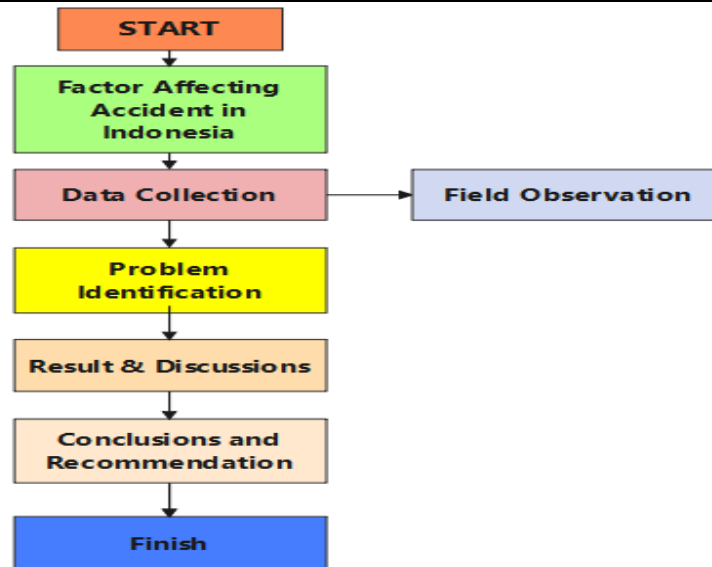 START
Factor Affecting
Accident in
Indonesia
Data Collection
Field Observation
Problem
Identification
Result & Discussions
Conclusions and
Recommendation
Finish